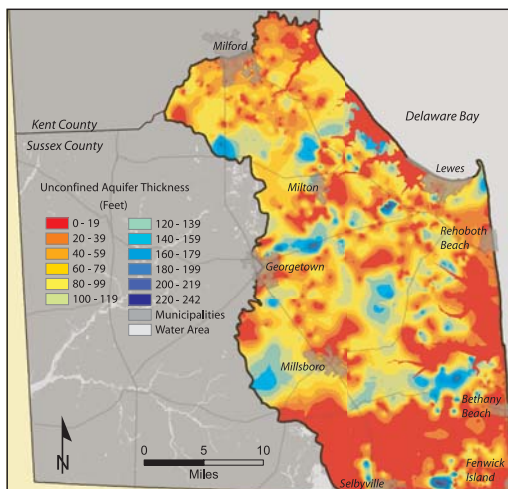 Milford
Kent County
Sussex County
Delaware Bay
Lewes
Milton
Rehoboth
Beach
Georgetown
Millsboro
Bethany
Beach
Fenwick
Island
Selbyville
Unconfined Aquifer Thickness
(Feet)
0 - 19
20 - 39
40 - 59
60 - 79
80 - 99
100 - 119
120 - 139
140 - 159
160 - 179
180 - 199
200 - 219
220 - 242
Municipalities
Water Area
N
0 5 10
Miles